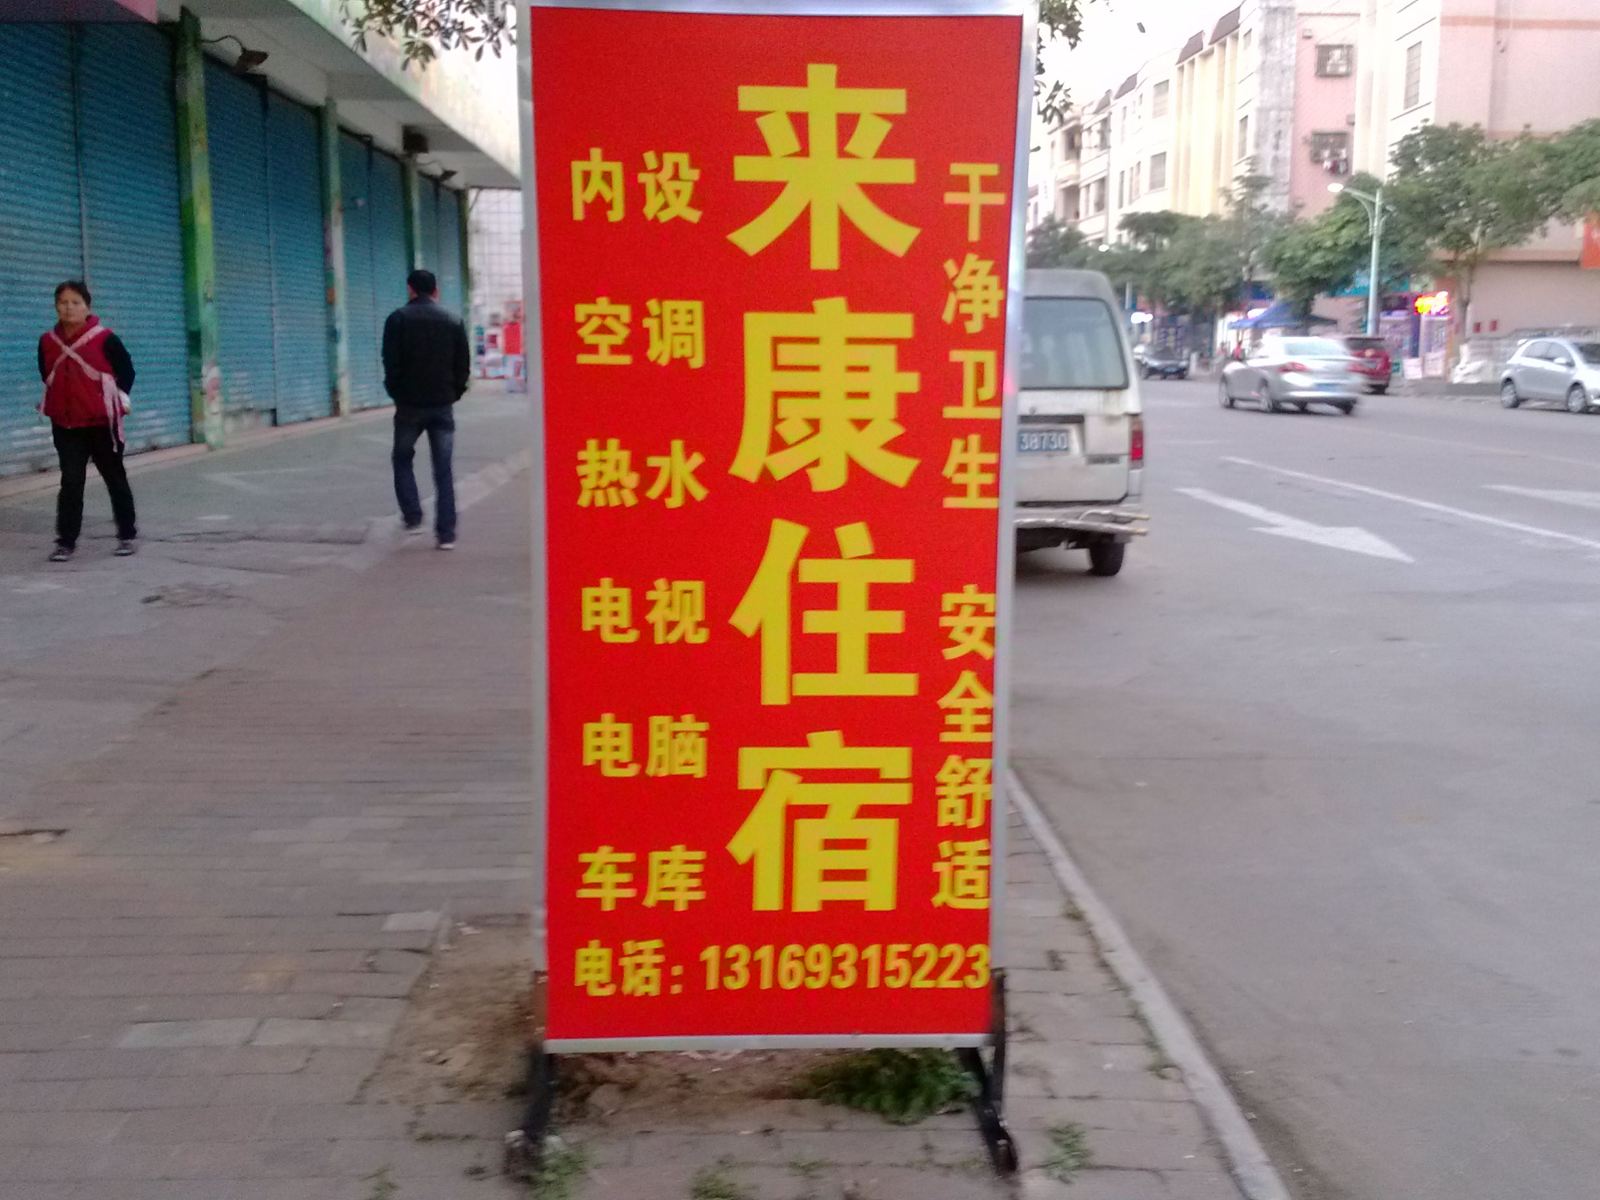 来康住宿
干净卫生 安全舒适
内设
空调
热水
电视
电脑
车库
电话：13169315223
38730